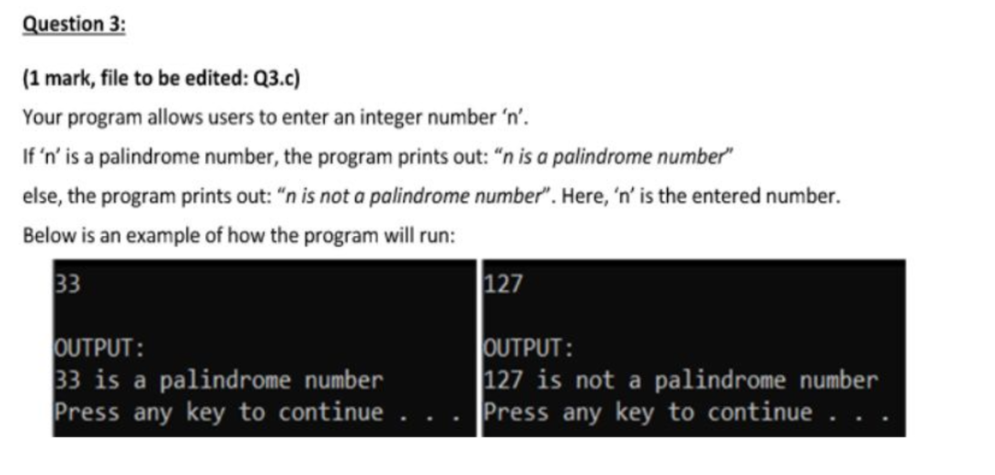 Question 3:
(1 mark, file to be edited: Q3.c)
Your program allows users to enter an integer number ‘n’.
If ‘n’ is a palindrome number, the program prints out: “n is a palindrome number”
else, the program prints out: “n is not a palindrome number”. Here, ‘n’ is the entered number.
Below is an example of how the program will run:
33
OUTPUT:
33 is a palindrome number
Press any key to continue . . .
127
OUTPUT:
127 is not a palindrome number
Press any key to continue . . .